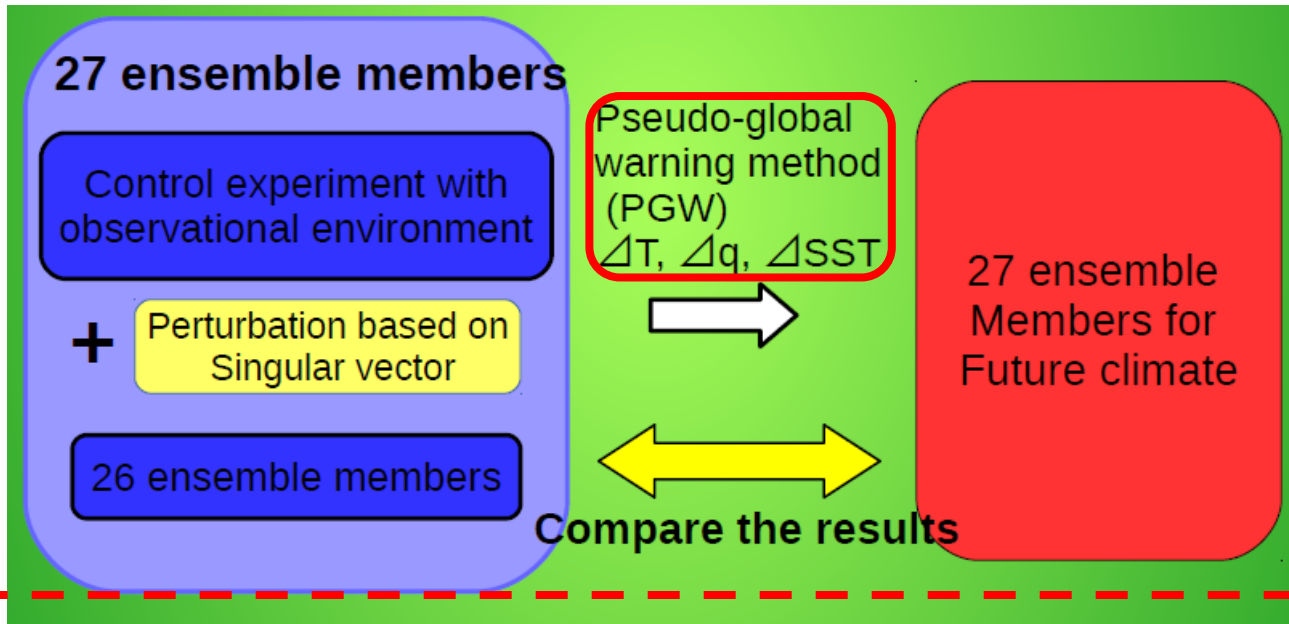 27 ensemble members
Control experiment with
observational environment
+
Perturbation based on
Singular vector
26 ensemble members
Pseudo-global
warning method
(PGW)
⊿T, ⊿q, ⊿SST
Compare the results
27 ensemble
Members for
Future climate